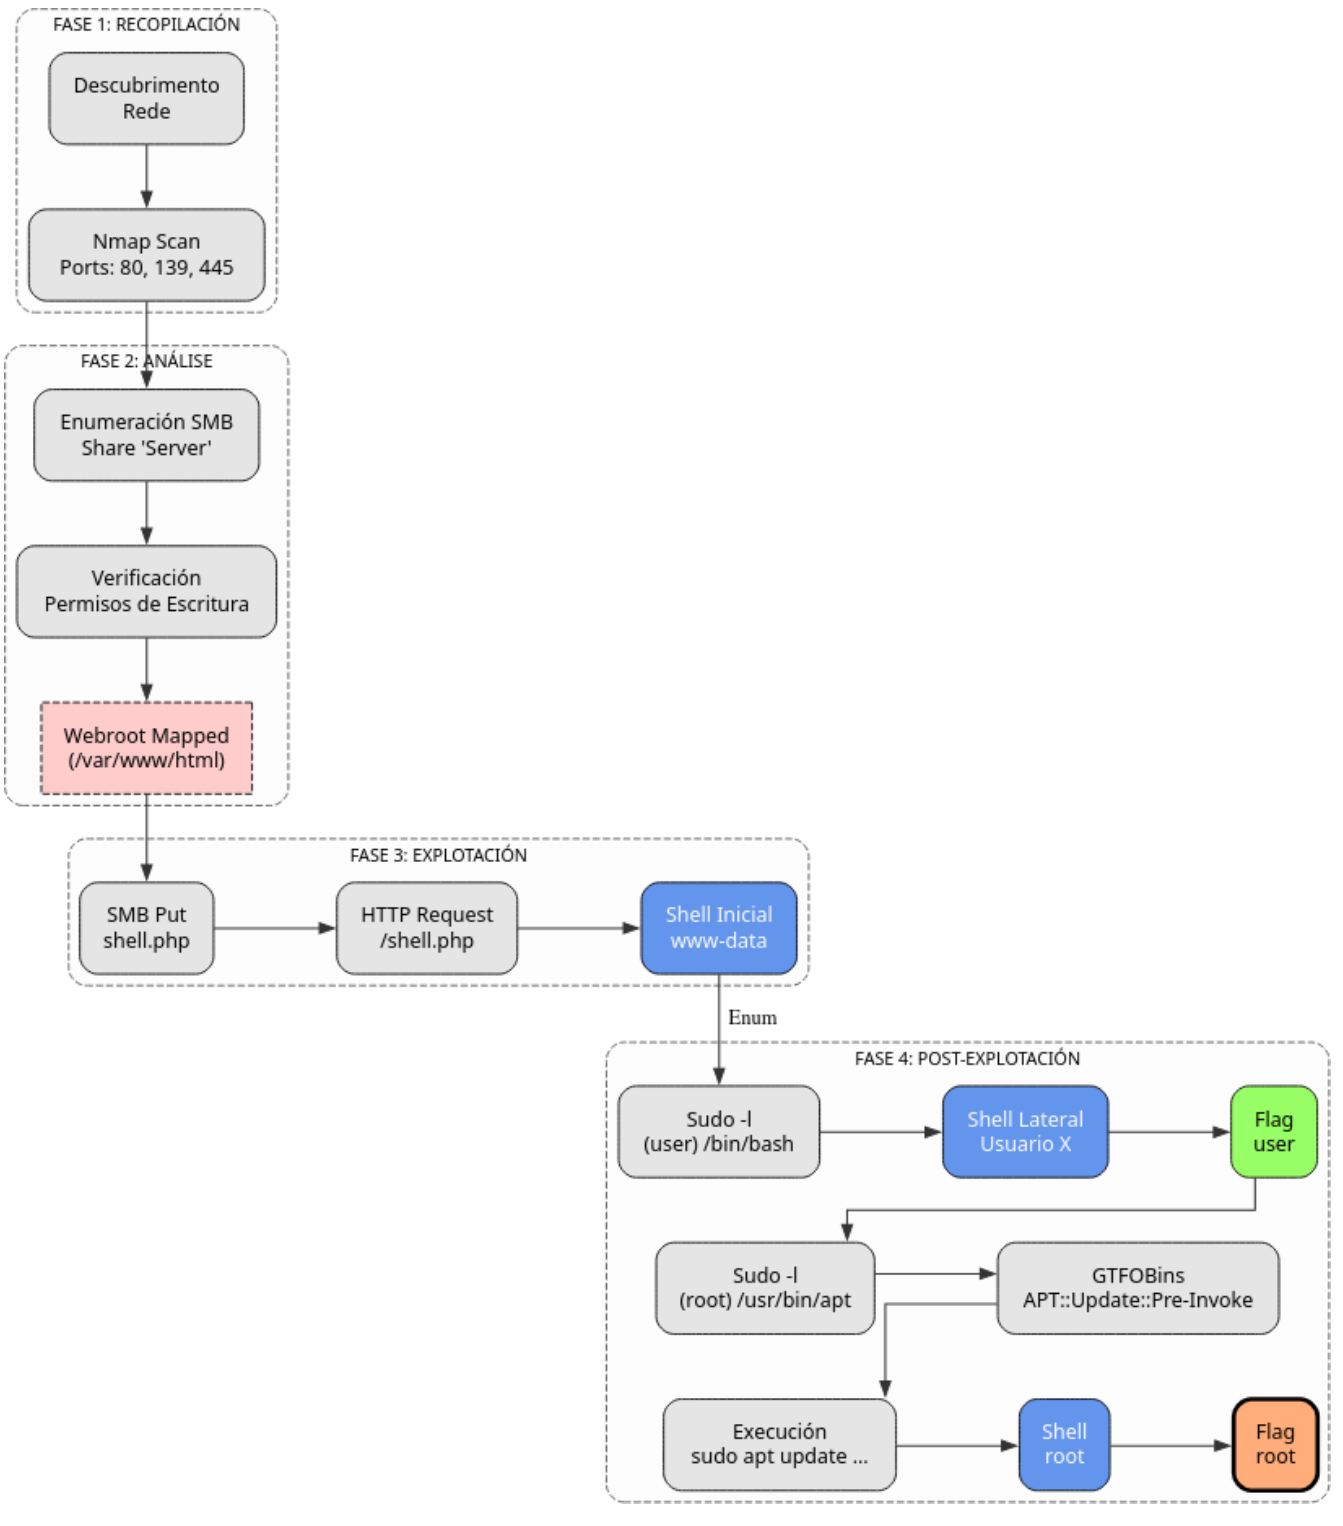 FASE 1: RECOPILACIÓN
Descubrimento
Rede
Nmap Scan
Ports: 80, 139, 445
FASE 2: ANÁLISE
Enumeración SMB
Share 'Server'
Verificación
Permisos de Escritura
Webroot Mapped
(/var/www/html)
FASE 3: EXPLOTACIÓN
SMB Put
shell.php
HTTP Request
/shell.php
Shell Inicial
www-data
Enum
FASE 4: POST-EXPLOTACIÓN
Sudo -l
(user) /bin/bash
Shell Lateral
Usuario X
Flag
user
Sudo -l
(root) /usr/bin/apt
GTFOBins
APT::Update::Pre-Invoke
Execución
sudo apt update ...
Shell
root
Flag
root